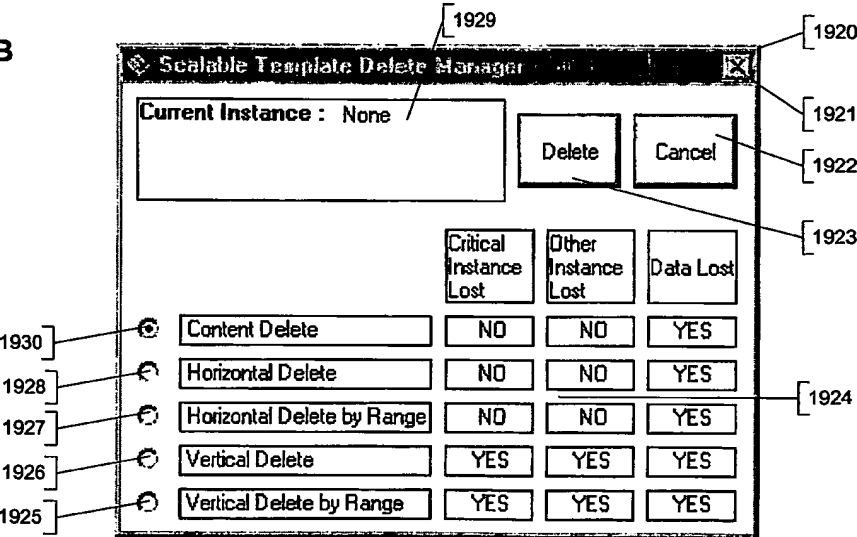 1929
1920
B
Scalable Template Delete Manager
1921
Current Instance : None
Delete
Cancel
1922
1923
Critical Instance Lost
Other Instance Lost
Data Lost
1930
Content Delete NO NO YES
1928
Horizontal Delete NO NO YES
1924
1927
Horizontal Delete by Range NO NO YES
1926
Vertical Delete YES YES YES
1925
Vertical Delete by Range YES YES YES